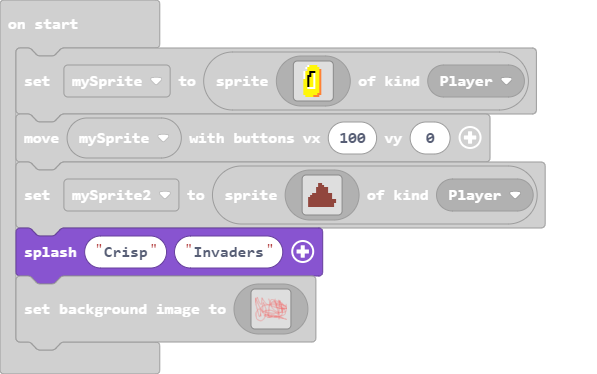 on start
set mySprite to sprite of kind Player
move mySprite with buttons vx 100 vy 0
set mySprite2 to sprite of kind Player
splash "Crisp" "Invaders"
set background image to